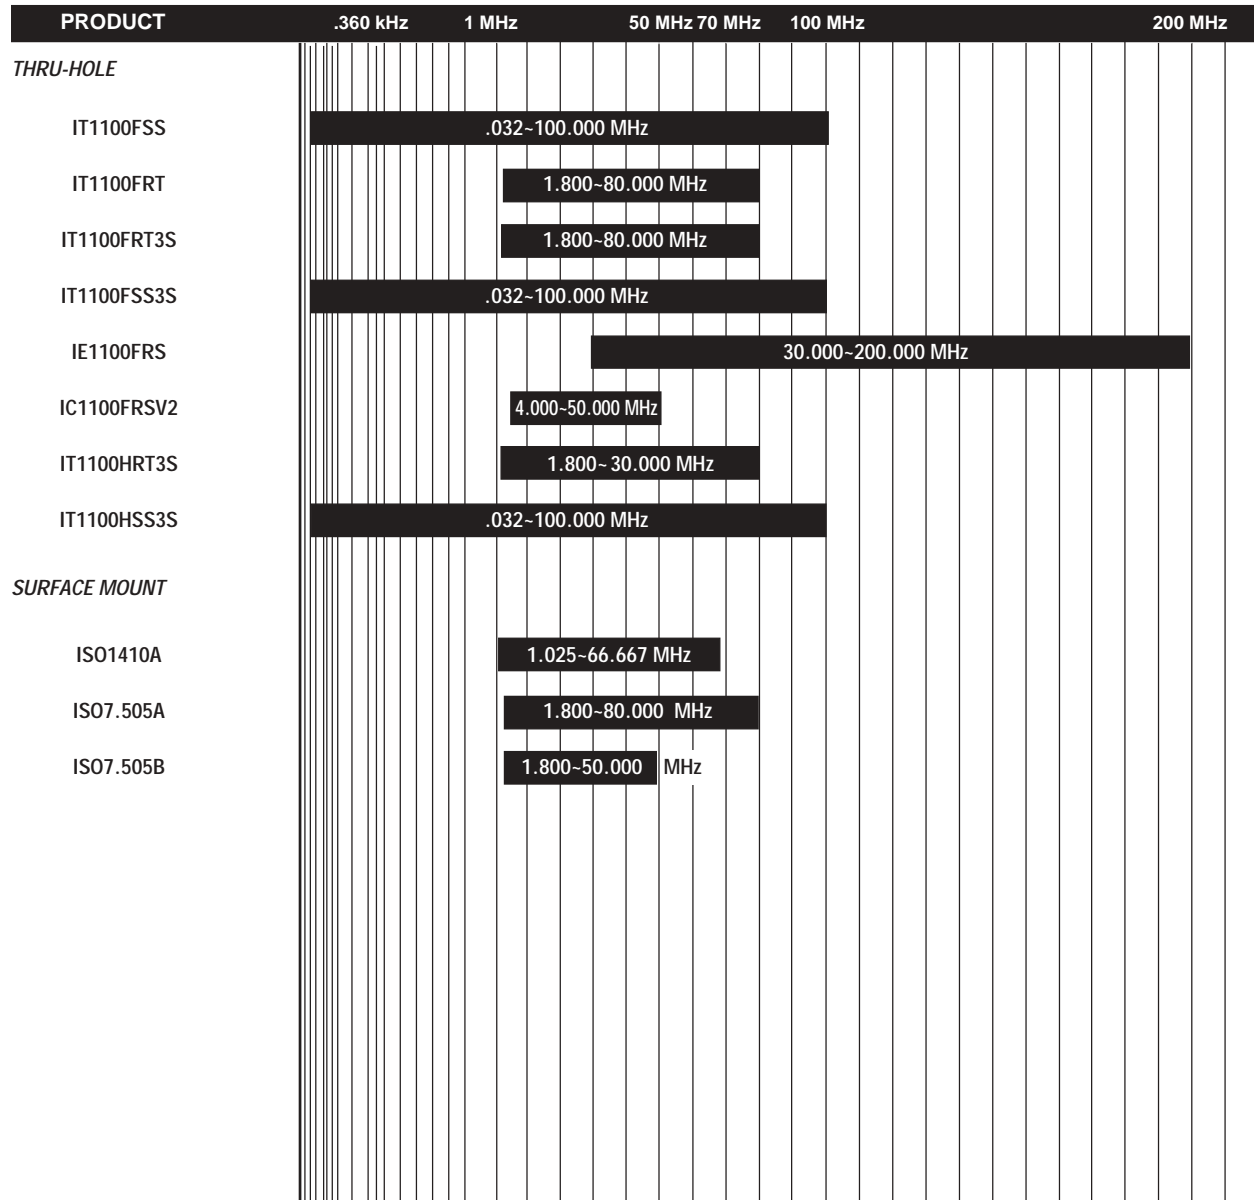 PRODUCT .360 kHz 1 MHz 50 MHz 70 MHz 100 MHz 200 MHz
THRU-HOLE
IT1100FSS .032~100.000 MHz
IT1100FRT 1.800~80.000 MHz
IT1100FRT3S 1.800~80.000 MHz
IT1100FSS3S .032~100.000 MHz
IE1100FRS 30.000~200.000 MHz
IC1100FRSV2 4.000~50.000 MHz
IT1100HRT3S 1.800~30.000 MHz
IT1100HSS3S .032~100.000 MHz
SURFACE MOUNT
ISO1410A 1.025~66.667 MHz
ISO7.505A 1.800~80.000 MHz
ISO7.505B 1.800~50.000 MHz